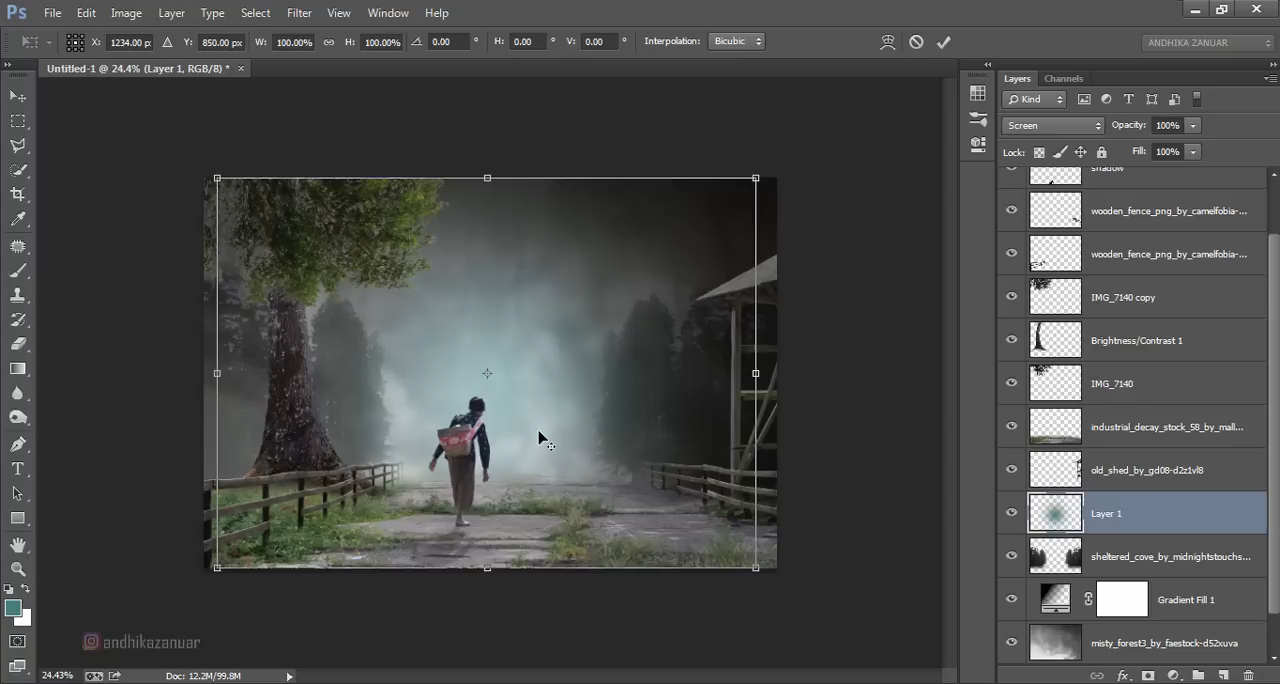 Ps File Edit Image Layer Type Select Filter View Window Help
X: 1234.00 px Y: 850.00 px W: 100.00% H: 100.00% 0.00 ° H: 0.00 ° V: 0.00 ° Interpolation: Bicubic ANDHIKA ZANUAR
Untitled-1 @ 24.4% (Layer 1, RGB/8) * ×
Layers Channels
Kind
Screen Opacity: 100%
Lock: Fill: 100%
shadow
wooden_fence_png_by_camelfobia-...
wooden_fence_png_by_camelfobia-...
IMG_7140 copy
Brightness/Contrast 1
IMG_7140
industrial_decay_stock_58_by_mall...
old_shed_by_gd08-d2z1vl8
Layer 1
sheltered_cove_by_midnightstouchs...
Gradient Fill 1
misty_forest3_by_faestock-d52xuva
andhikazanuar
24.43% Doc: 12.2M/99.8M